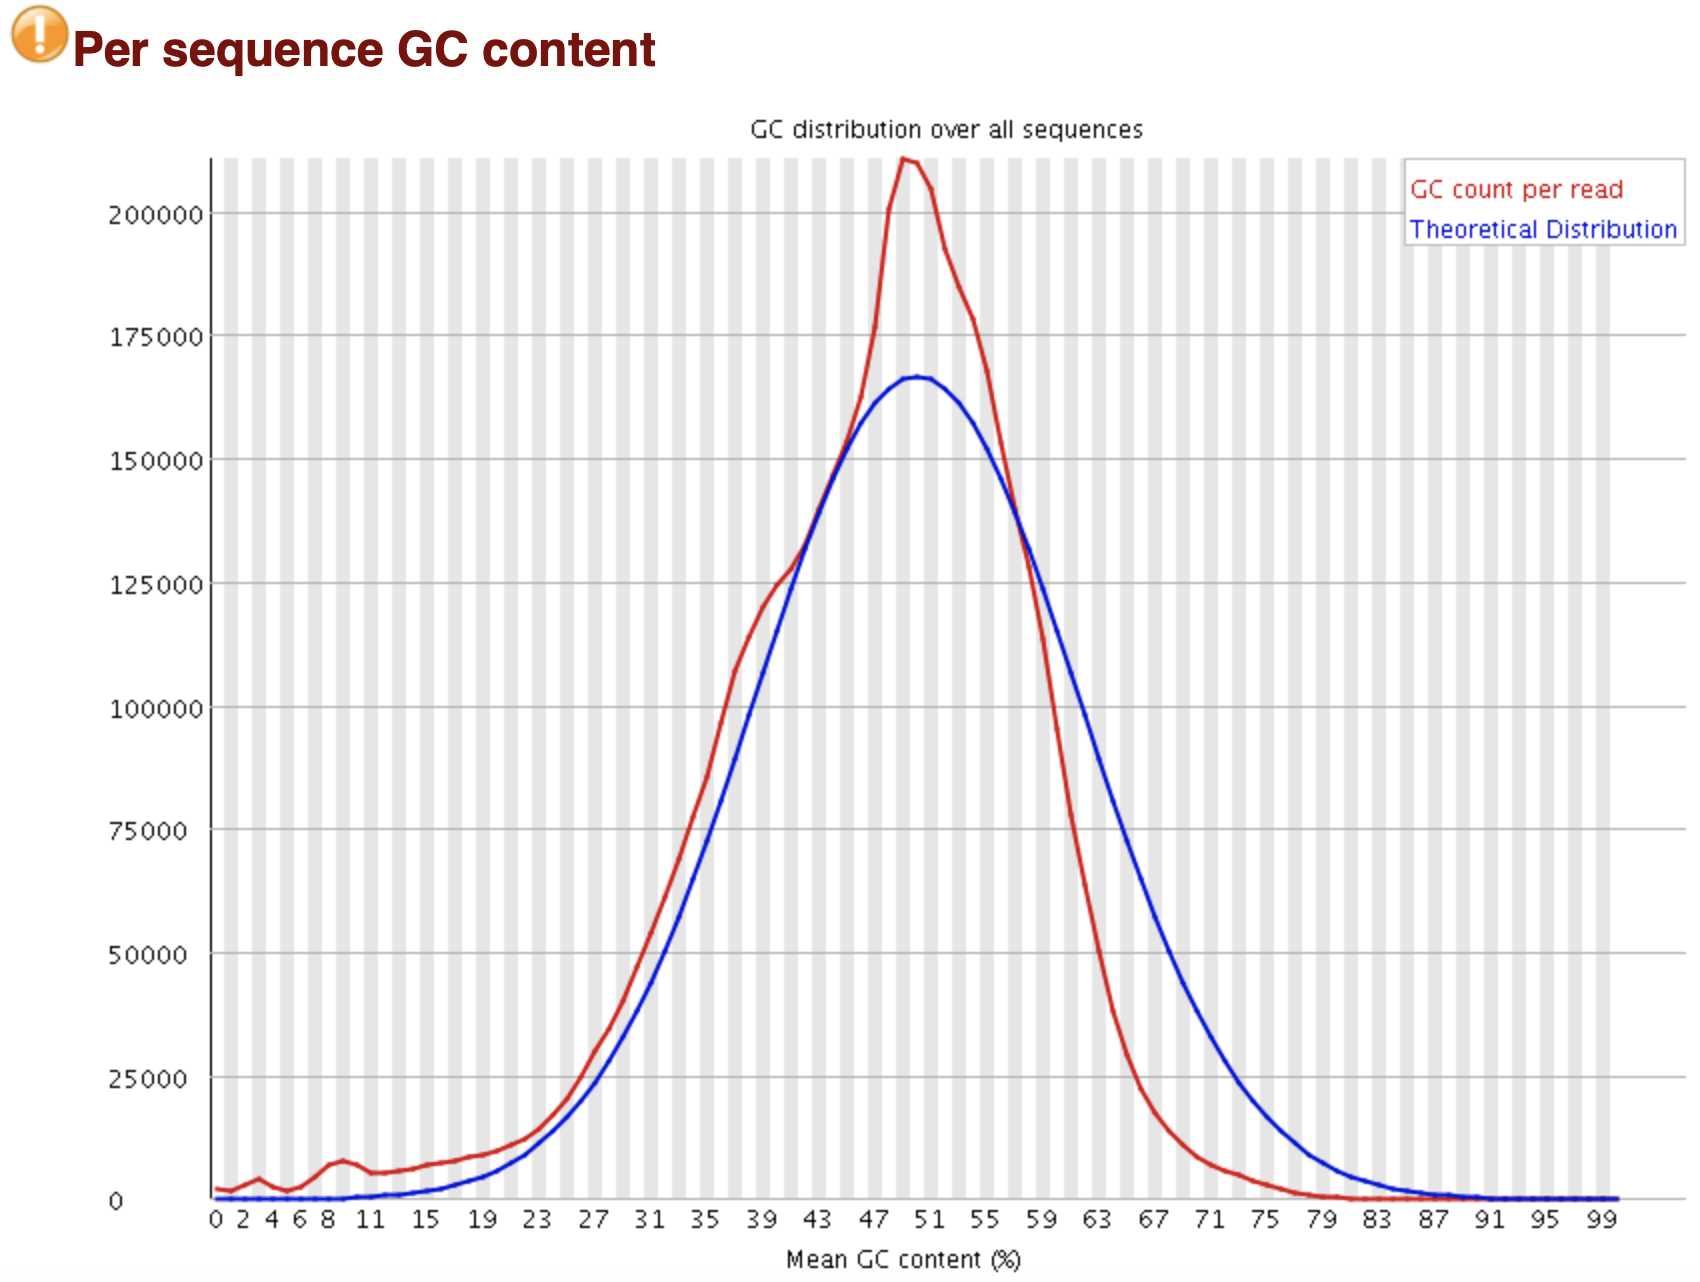 Per sequence GC content
GC distribution over all sequences
GC count per read
Theoretical Distribution
200000
175000
150000
125000
100000
75000
50000
25000
0
0 2 4 6 8 11 15 19 23 27 31 35 39 43 47 51 55 59 63 67 71 75 79 83 87 91 95 99
Mean GC content (%)